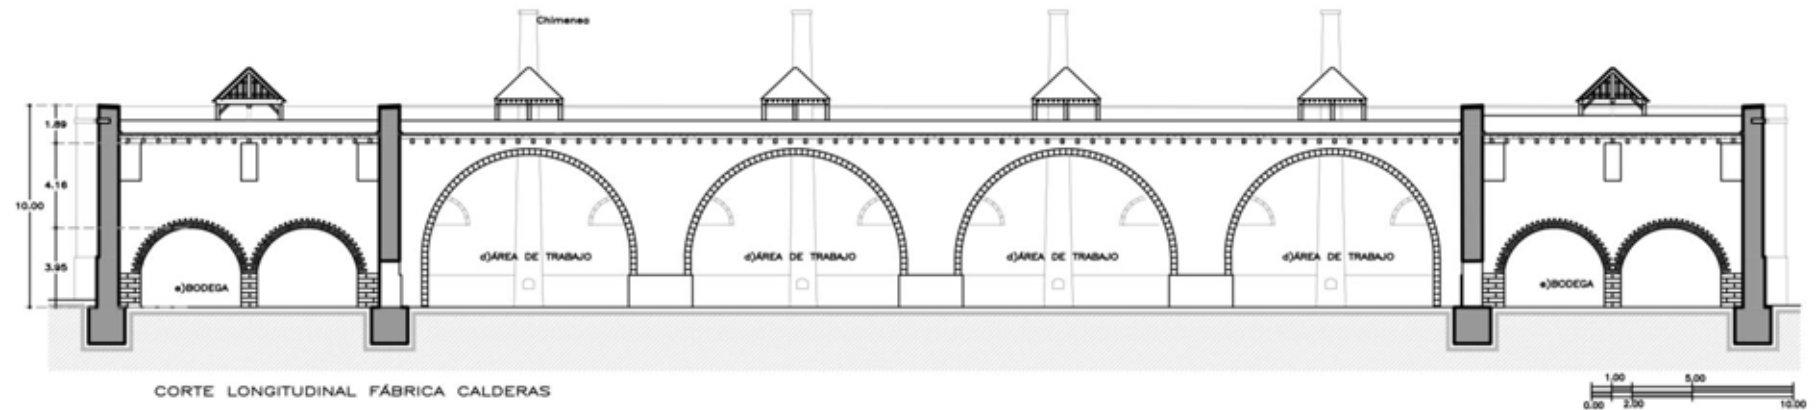 Chimenea
1.89
4.16
10.00
3.95
e)BODEGA
d)ÁREA DE TRABAJO
d)ÁREA DE TRABAJO
d)ÁREA DE TRABAJO
d)ÁREA DE TRABAJO
e)BODEGA
CORTE LONGITUDINAL FÁBRICA CALDERAS
1.00 5.00
0.00 2.00 10.00